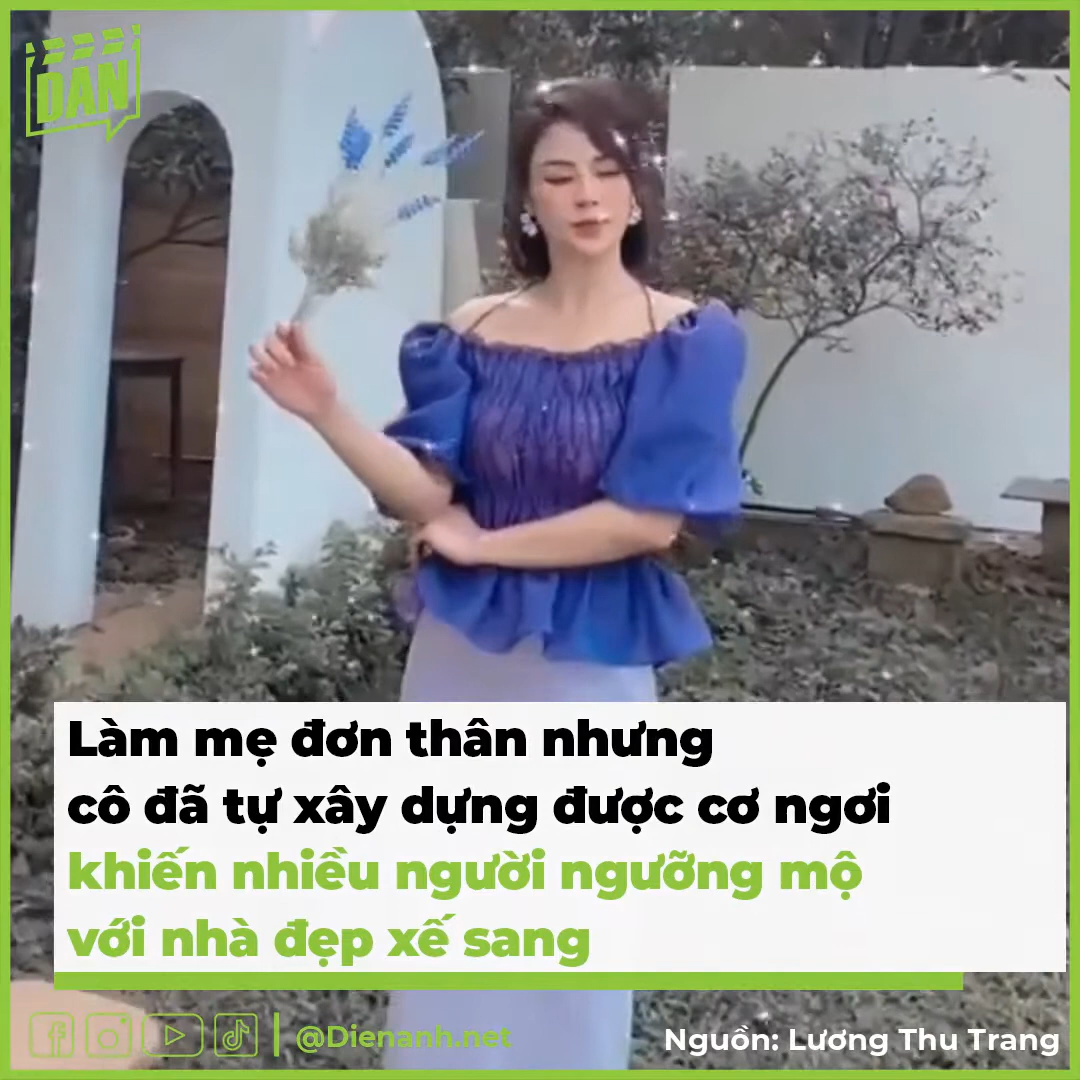 DAN
Làm mẹ đơn thân nhưng
cô đã tự xây dựng được cơ ngơi
khiến nhiều người ngưỡng mộ
với nhà đẹp xế sang
@Dienanh.net
Nguồn: Lương Thu Trang